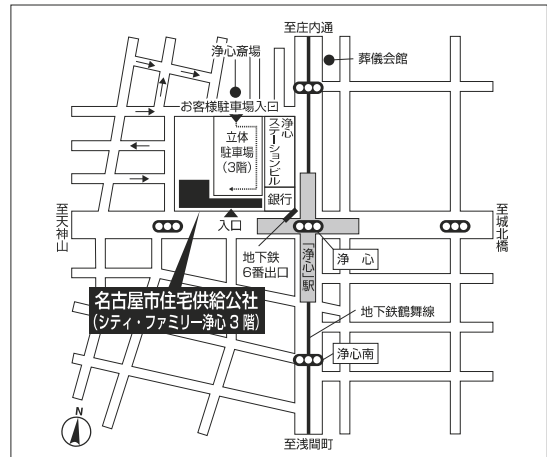 至庄内通
浄心斎場
葬儀会館
お客様駐車場入口
立体
駐車場
(3階)
浄心
ステーションビル
銀行
至天神山
至城北橋
入口
地下鉄
6番出口
「浄心」駅
浄心
名古屋市住宅供給公社
(シティ・ファミリー浄心3階)
地下鉄鶴舞線
浄心南
N
至浅間町